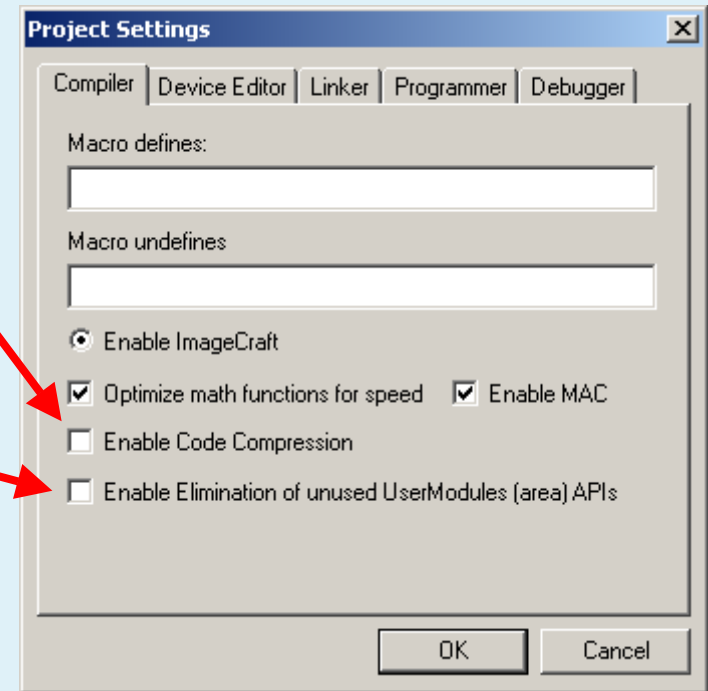 Project Settings
Compiler Device Editor Linker Programmer Debugger
Macro defines:
Macro undefines
Enable ImageCraft
Optimize math functions for speed Enable MAC
Enable Code Compression
Enable Elimination of unused UserModules (area) APIs
OK Cancel